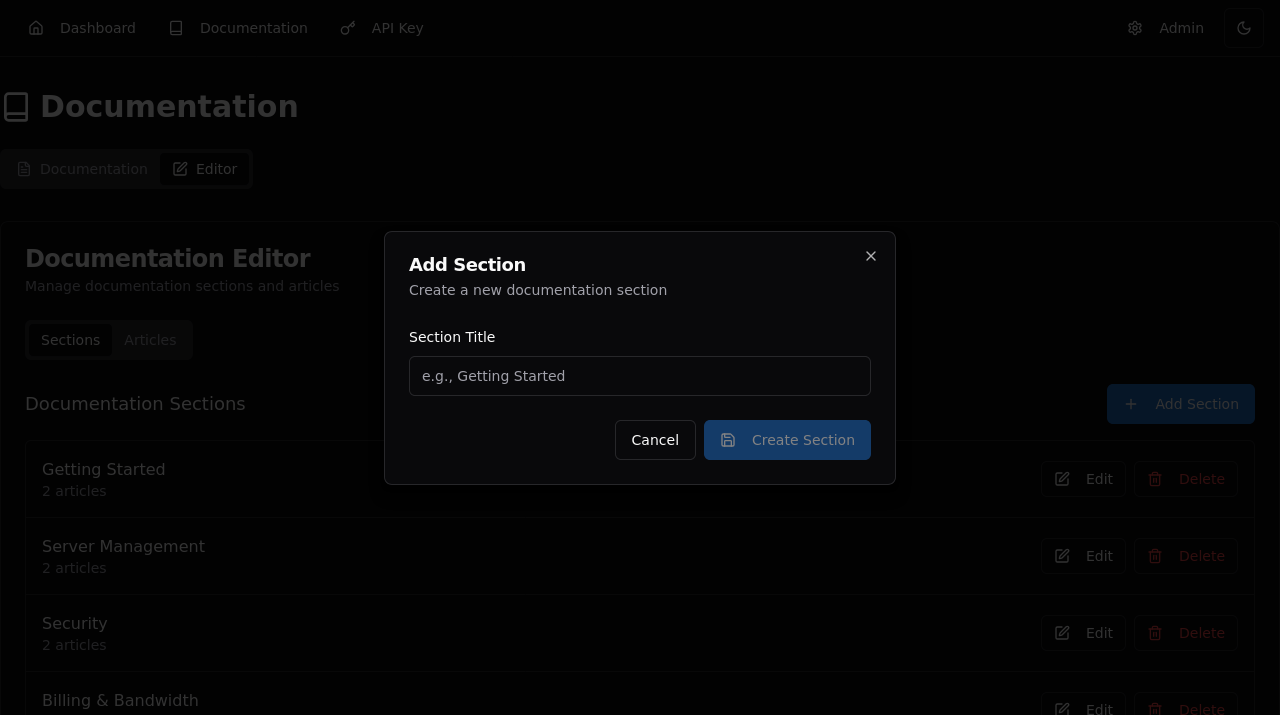 Dashboard Documentation API Key Admin
Documentation
Documentation Editor
Documentation Editor
Manage documentation sections and articles
Sections Articles
Documentation Sections Add Section
Getting Started
2 articles
Edit Delete
Server Management
2 articles
Edit Delete
Security
2 articles
Edit Delete
Billing & Bandwidth
Edit Delete
Add Section
Create a new documentation section
Section Title
e.g., Getting Started
Cancel Create Section